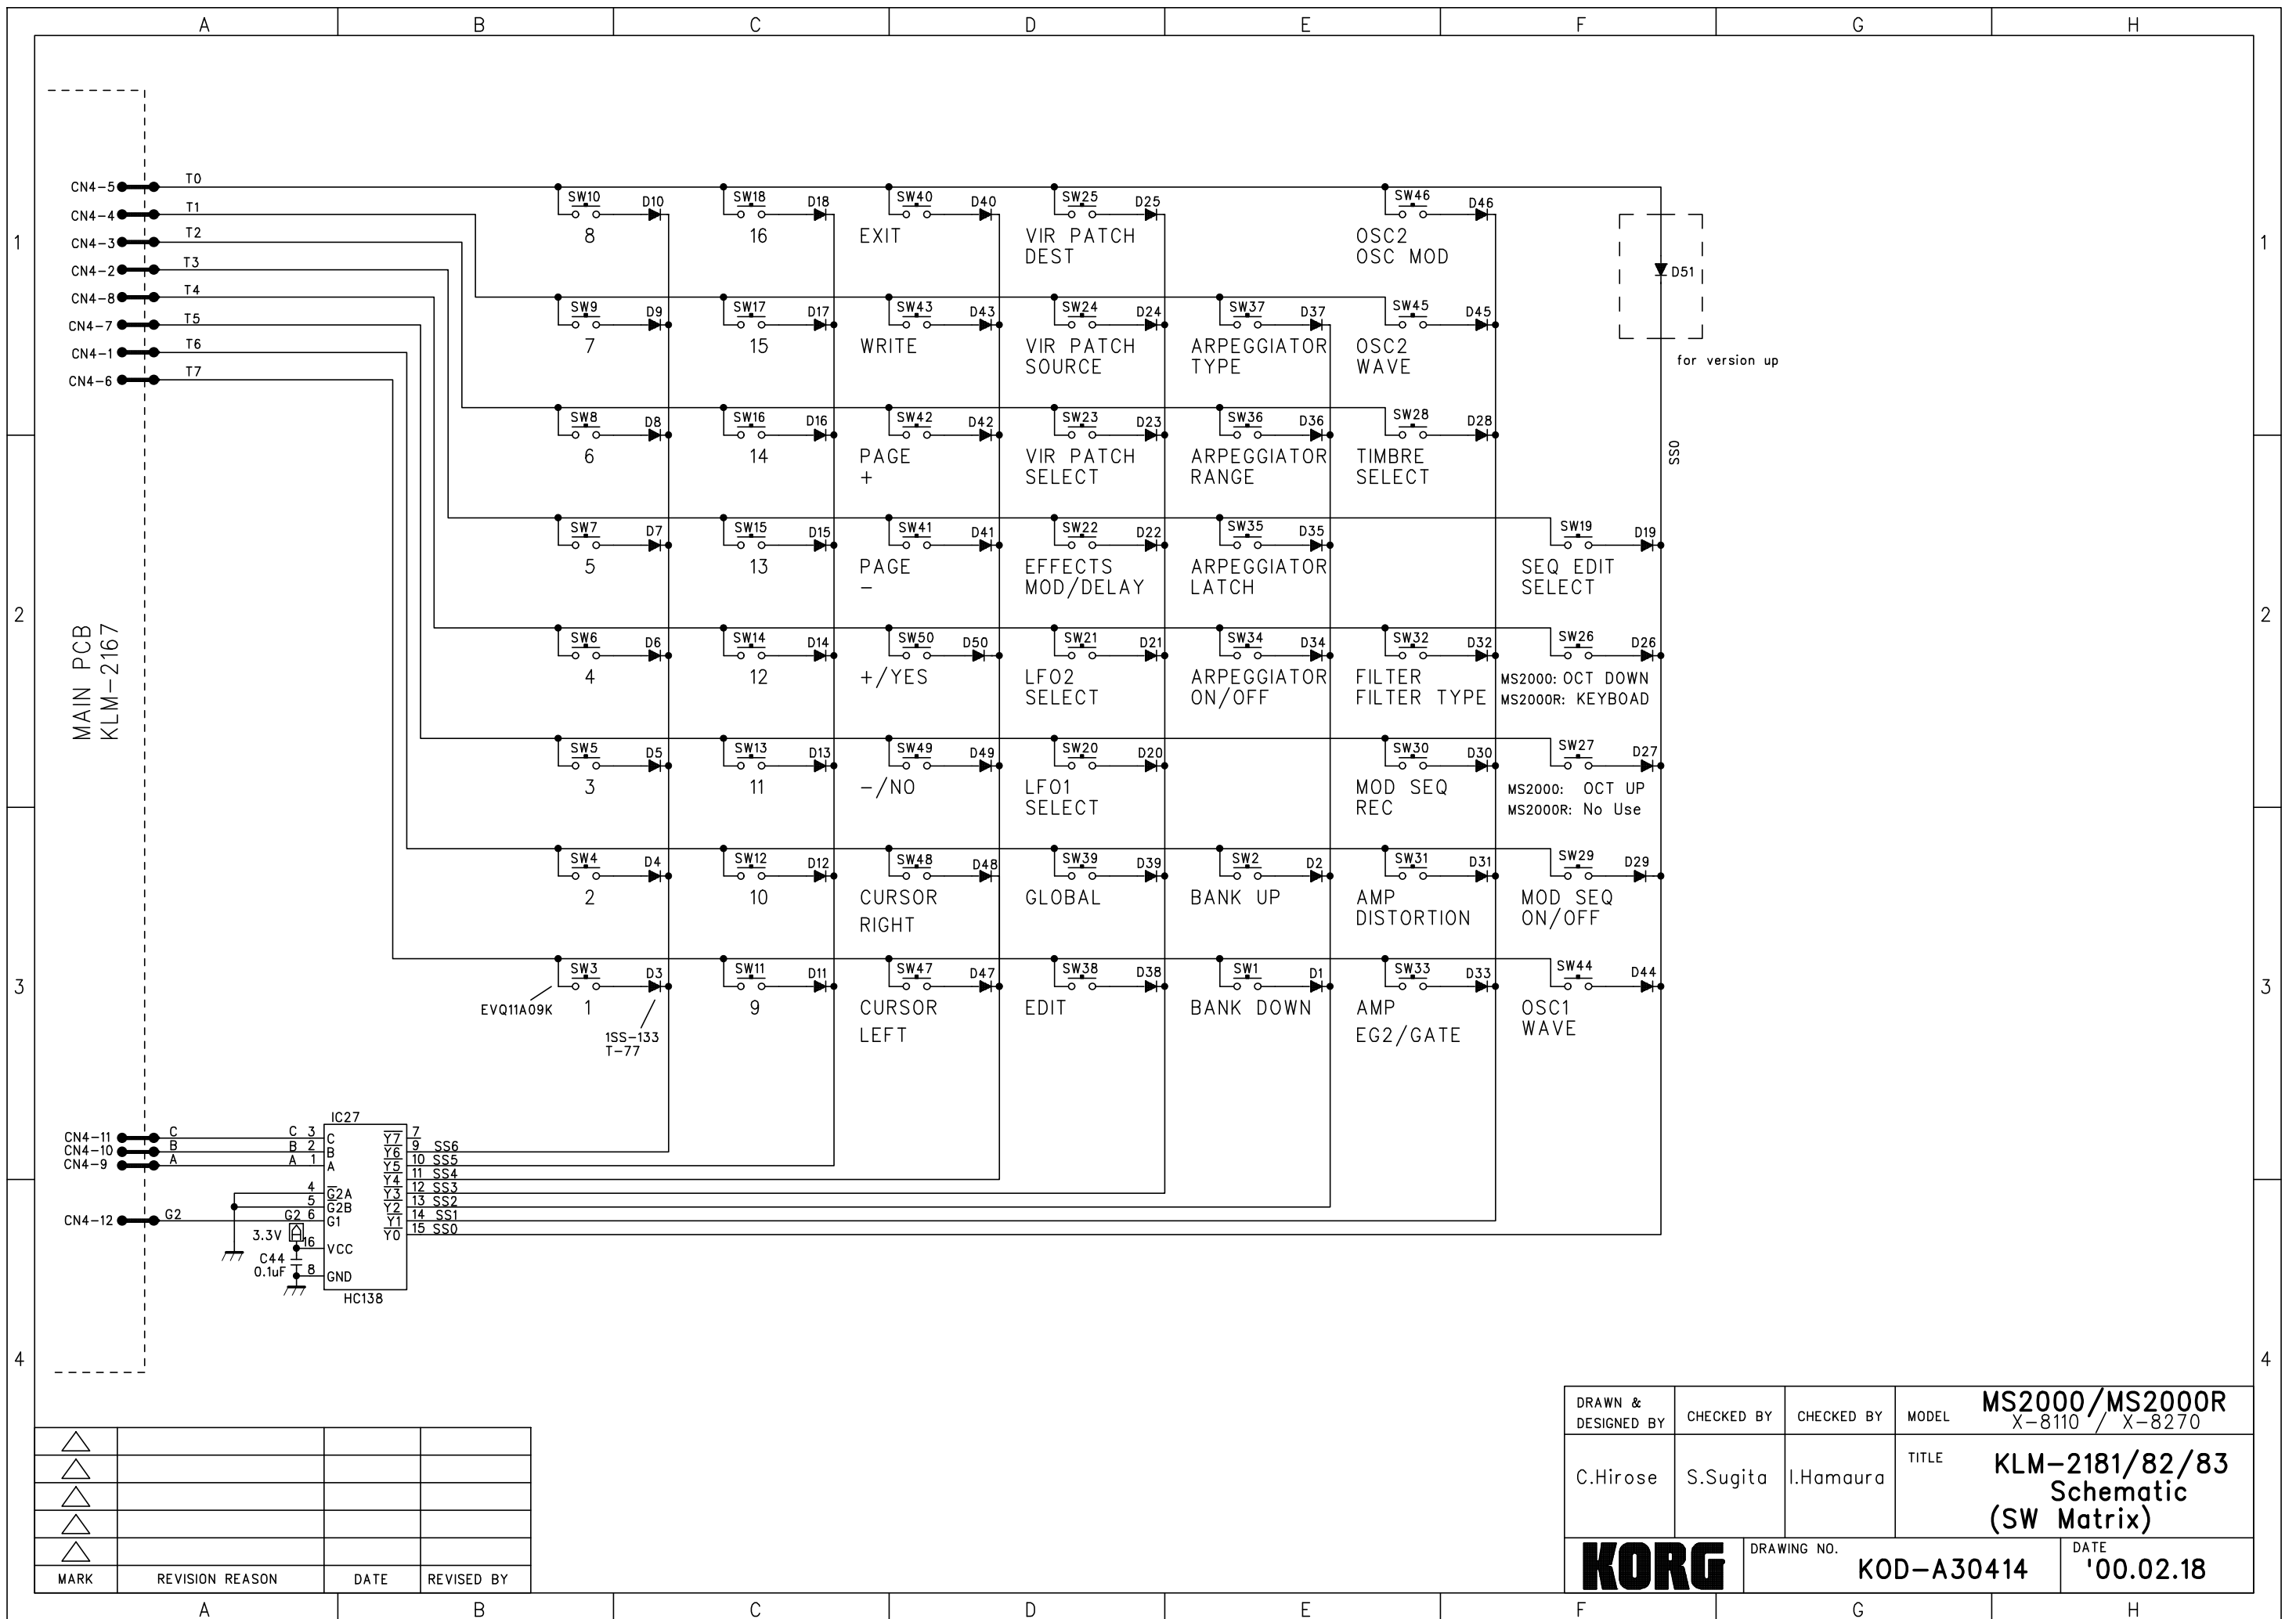 A B C D E F G H
CN4-5 T0
CN4-4 T1
CN4-3 T2
CN4-2 T3
CN4-8 T4
CN4-7 T5
CN4-1 T6
CN4-6 T7
1 1
SW10 D10 SW18 D18 SW40 D40 SW25 D25 SW46 D46
8 16 EXIT VIR PATCH OSC2
DEST OSC MOD
D51
for version up
SW9 D9 SW17 D17 SW43 D43 SW24 D24 SW37 D37 SW45 D45
7 15 WRITE VIR PATCH ARPEGGIATOR OSC2
SOURCE TYPE WAVE
SW8 D8 SW16 D16 SW42 D42 SW23 D23 SW36 D36 SW28 D28
6 14 PAGE VIR PATCH ARPEGGIATOR TIMBRE
+ SELECT RANGE SELECT
SS0
SW7 D7 SW15 D15 SW41 D41 SW22 D22 SW35 D35 SW19 D19
5 13 PAGE EFFECTS ARPEGGIATOR SEQ EDIT
- MOD/DELAY LATCH SELECT
2 2
MAIN PCB
KLM-2167
SW6 D6 SW14 D14 SW50 D50 SW21 D21 SW34 D34 SW32 D32 SW26 D26
4 12 +/YES LFO2 ARPEGGIATOR FILTER MS2000: OCT DOWN
SELECT ON/OFF FILTER TYPE MS2000R: KEYBOAD
SW5 D5 SW13 D13 SW49 D49 SW20 D20 SW30 D30 SW27 D27
3 11 -/NO LFO1 MOD SEQ MS2000: OCT UP
SELECT REC MS2000R: No Use
SW4 D4 SW12 D12 SW48 D48 SW39 D39 SW2 D2 SW31 D31 SW29 D29
2 10 CURSOR GLOBAL BANK UP AMP MOD SEQ
RIGHT DISTORTION ON/OFF
3 3
SW3 D3 SW11 D11 SW47 D47 SW38 D38 SW1 D1 SW33 D33 SW44 D44
EVQ11A09K 1 9 CURSOR EDIT BANK DOWN AMP OSC1
LEFT EG2/GATE WAVE
1SS-133
T-77
IC27
CN4-11 C C 3 C Y7 7
CN4-10 B B 2 B Y6 9 SS6
CN4-9 A A 1 A Y5 10 SS5
Y4 11 SS4
4 G2A Y3 12 SS3
5 G2B Y2 13 SS2
CN4-12 G2 G2 6 G1 Y1 14 SS1
Y0 15 SS0
3.3V 16 VCC
C44
0.1uF 8 GND
HC138
4 4
MARK REVISION REASON DATE REVISED BY
DRAWN &
DESIGNED BY CHECKED BY CHECKED BY MODEL MS2000/MS2000R
X-8110 / X-8270
C.Hirose S.Sugita I.Hamaura TITLE KLM-2181/82/83
Schematic
(SW Matrix)
KORG DRAWING NO. KOD-A30414 DATE '00.02.18
A B C D E F G H